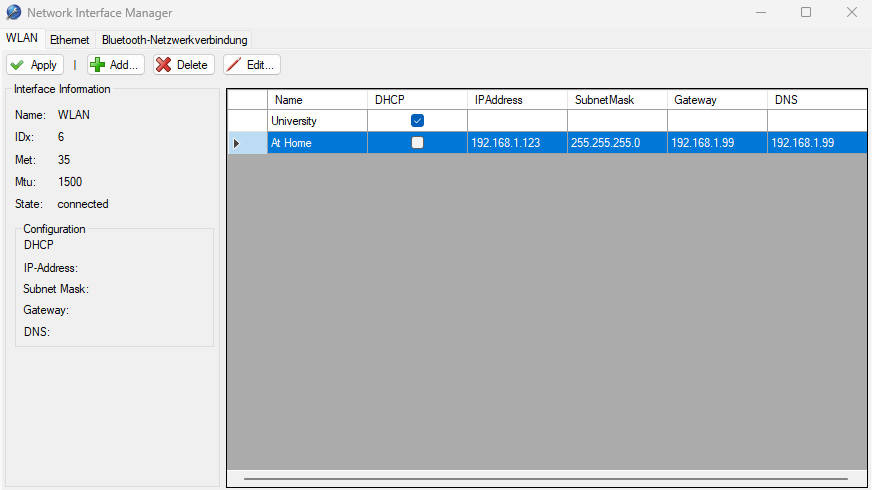 Network Interface Manager
WLAN Ethernet Bluetooth-Netzwerkverbindung
Apply Add... Delete Edit...
Interface Information
Name: WLAN
IDx: 6
Met: 35
Mtu: 1500
State: connected
Configuration
DHCP
IP-Address:
Subnet Mask:
Gateway:
DNS:
Name DHCP IPAddress SubnetMask Gateway DNS
University
At Home 192.168.1.123 255.255.255.0 192.168.1.99 192.168.1.99